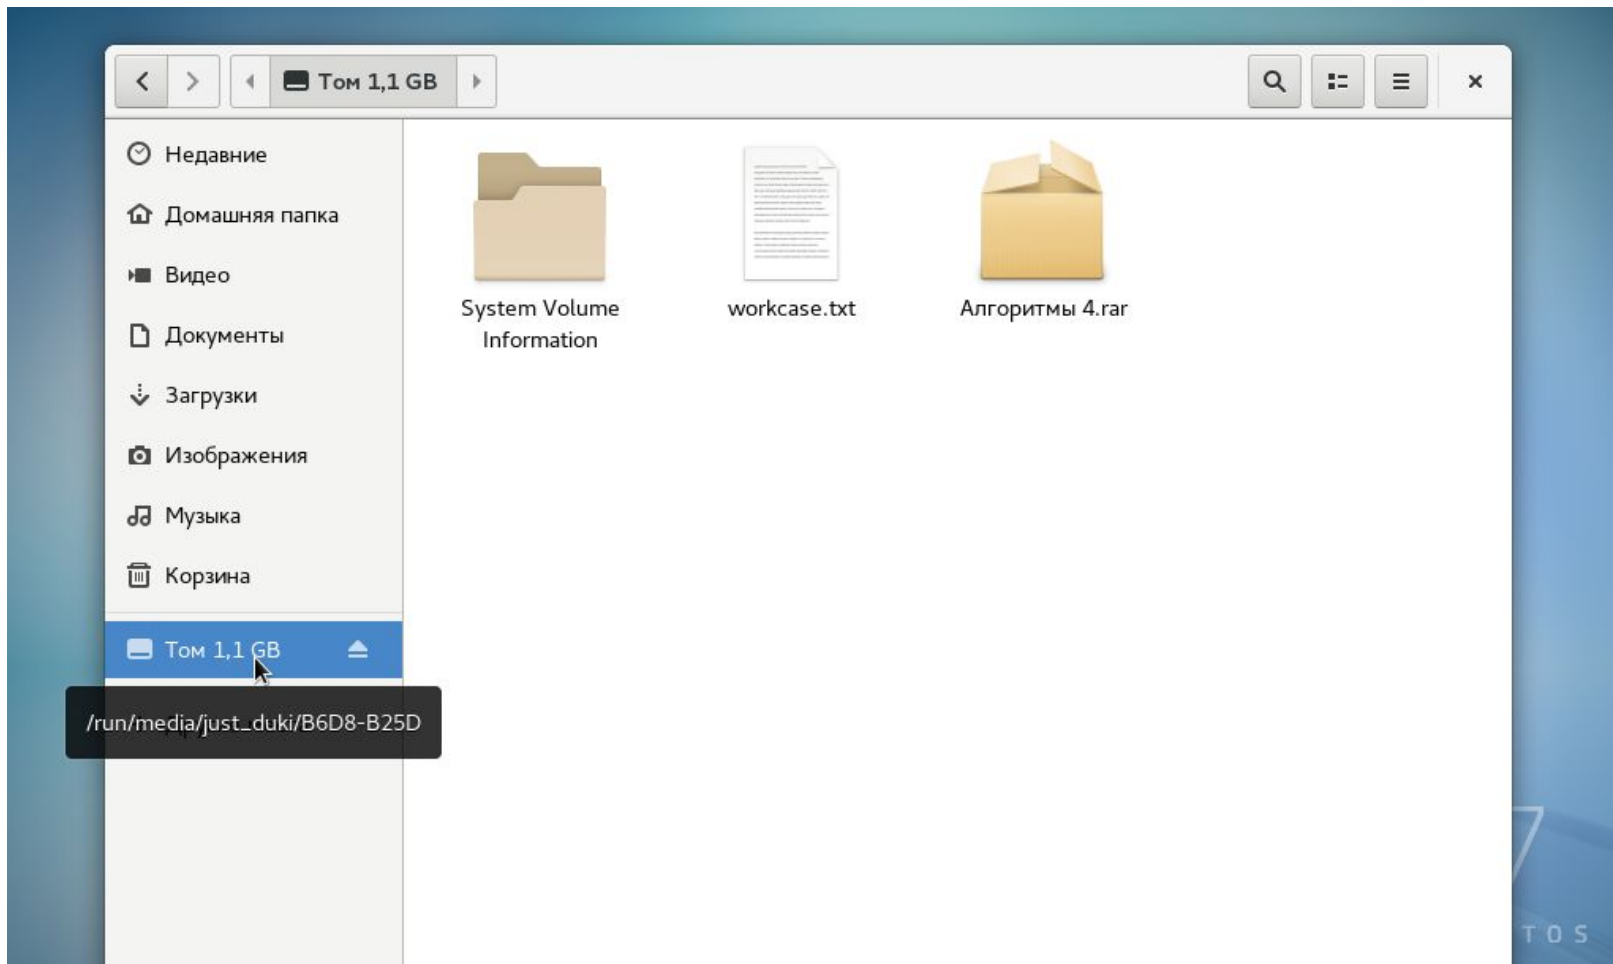 Том 1,1 GB
Недавние
Домашняя папка
Видео
Документы
Загрузки
Изображения
Музыка
Корзина
Том 1,1 GB
/run/media/just_duki/B6D8-B25D
System Volume
Information
workcase.txt
Алгоритмы 4.rar
7
TOS